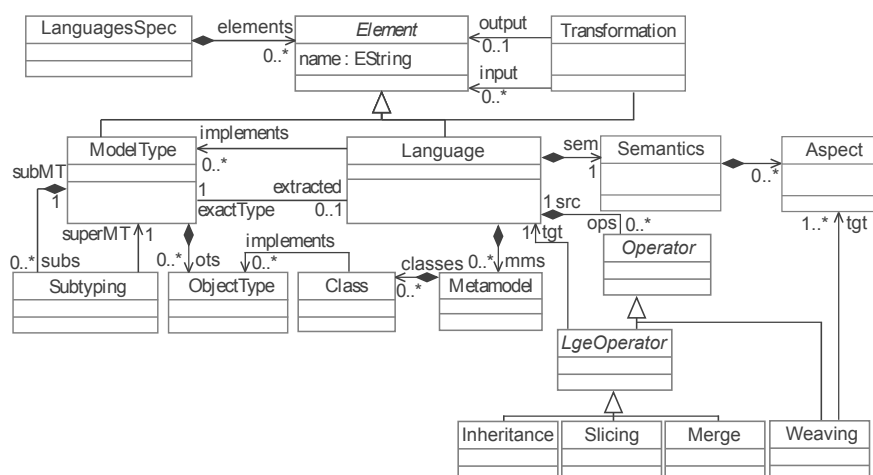 LanguagesSpec
elements
0..*
Element
name : EString
output
0..1
input
0..*
Transformation
ModelType
implements
0..*
Language
sem
1
Semantics
0..*
Aspect
subMT
1
1
exactType
extracted
0..1
1 src
ops
0..*
1..* tgt
superMT
1
0..* subs
0..* ots
implements
0..*
classes
0..*
0..* mms
1 tgt
Operator
Subtyping
ObjectType
Class
Metamodel
LgeOperator
Inheritance
Slicing
Merge
Weaving